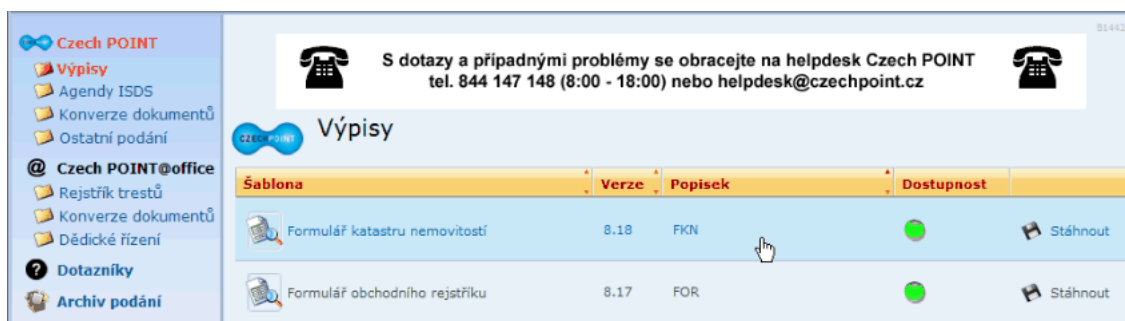 Czech POINT
Výpisy
Agendy ISDS
Konverze dokumentů
Ostatní podání
@ Czech POINT@office
Rejstřík trestů
Konverze dokumentů
Dědické řízení
? Dotazníky
Archiv podání
S dotazy a případnými problémy se obracejte na helpdesk Czech POINT
tel. 844 147 148 (8:00 - 18:00) nebo helpdesk@czechpoint.cz
CZECHPOINT
Výpisy
Šablona Verze Popisek Dostupnost
Formulář katastru nemovitostí 8.18 FKN Stáhnout
Formulář obchodního rejstříku 8.17 FOR Stáhnout